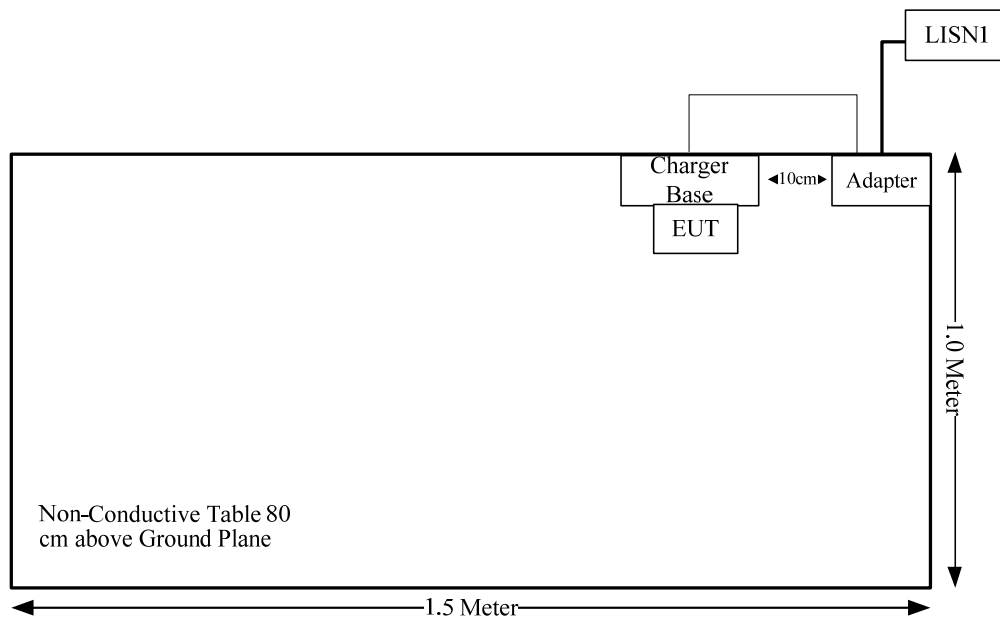 LISN1
Charger
Base
10cm
Adapter
EUT
1.0 Meter
Non-Conductive Table 80
cm above Ground Plane
1.5 Meter